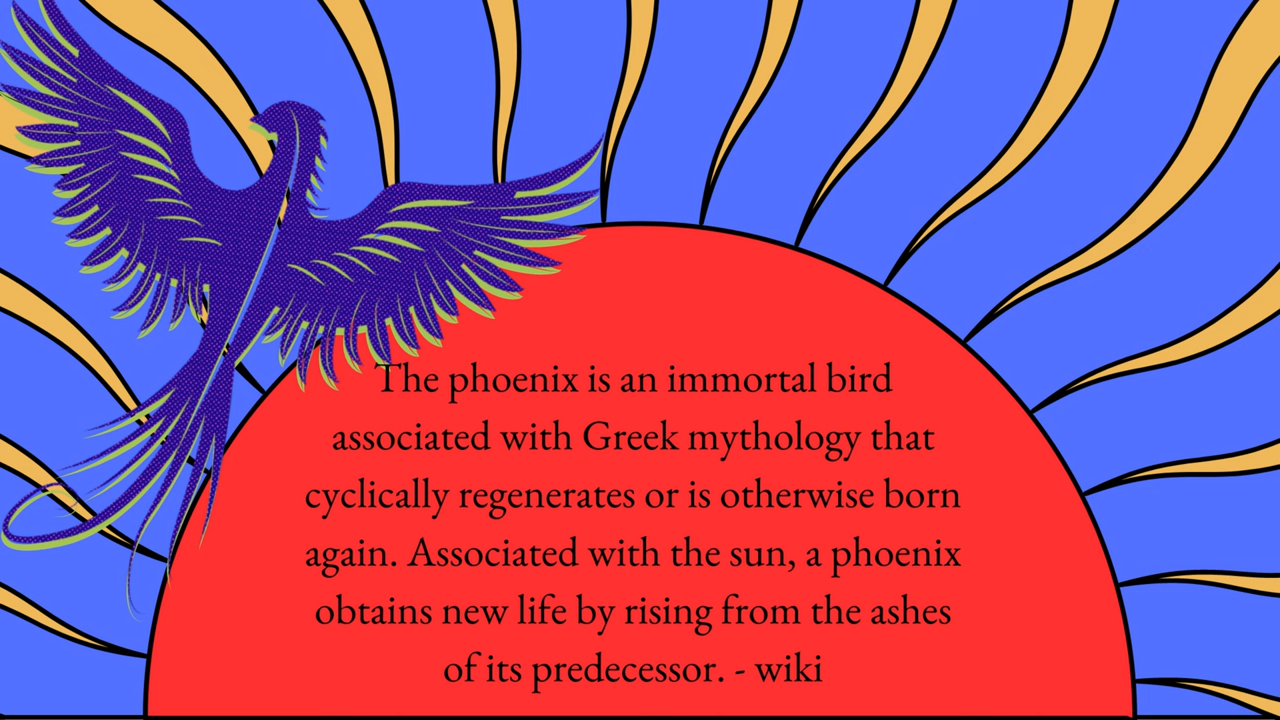 The phoenix is an immortal bird
associated with Greek mythology that
cyclically regenerates or is otherwise born
again. Associated with the sun, a phoenix
obtains new life by rising from the ashes
of its predecessor. - wiki